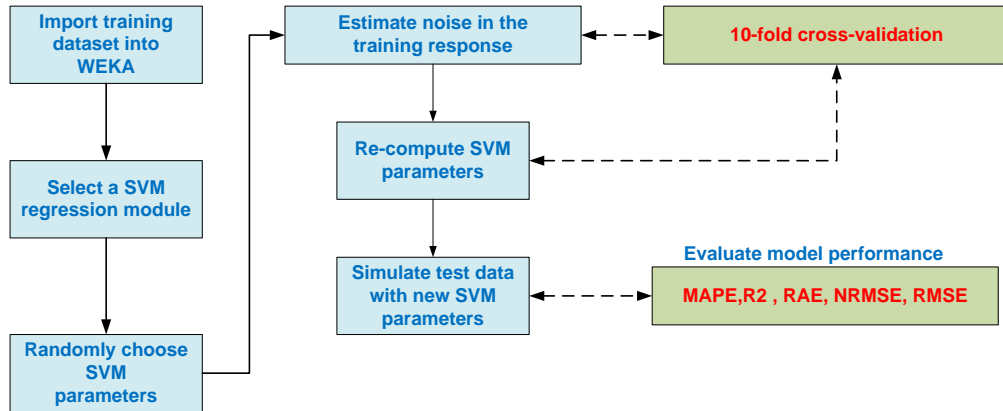 Import training
dataset into
WEKA
Select a SVM
regression module
Randomly choose
SVM
parameters
Estimate noise in the
training response
10-fold cross-validation
Re-compute SVM
parameters
Simulate test data
with new SVM
parameters
Evaluate model performance
MAPE,R2 , RAE, NRMSE, RMSE